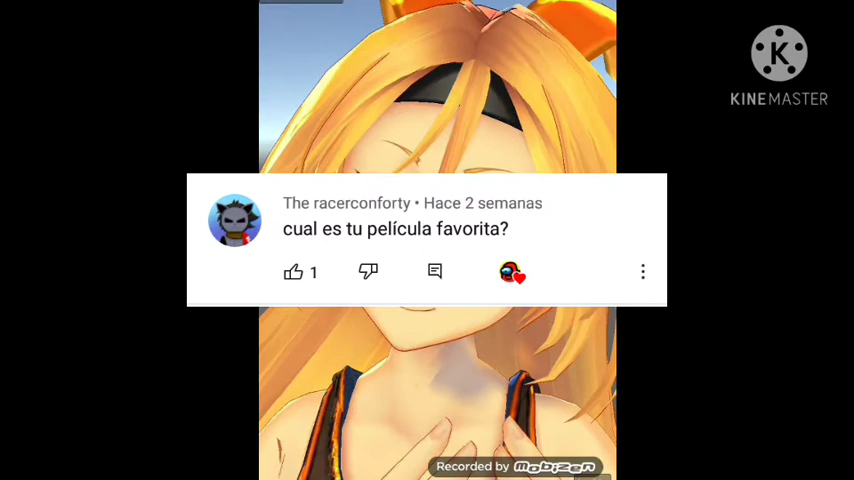 KINEMASTER
The racerconforty • Hace 2 semanas
cual es tu película favorita?
1
Recorded by mobizen